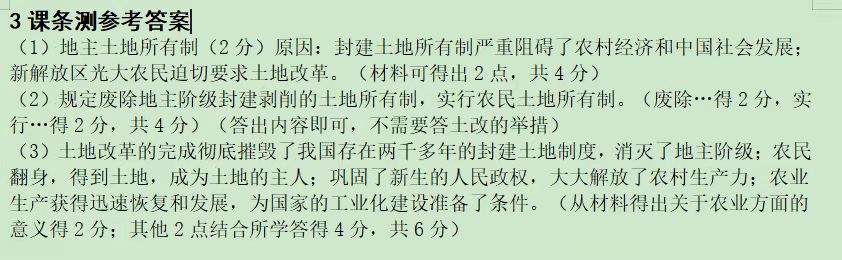 3 课条测参考答案
（1）地主土地所有制（2 分）原因：封建土地所有制严重阻碍了农村经济和中国社会发展；
新解放区光大农民迫切要求土地改革。（材料可得出 2 点，共 4 分）
（2）规定废除地主阶级封建剥削的土地所有制，实行农民土地所有制。（废除…得 2 分，实
行…得 2 分，共 4 分）（答出内容即可，不需要答土改的举措）
（3）土地改革的完成彻底摧毁了我国存在两千多年的封建土地制度，消灭了地主阶级；农民
翻身，得到土地，成为土地的主人；巩固了新生的人民政权，大大解放了农村生产力；农业
生产获得迅速恢复和发展，为国家的工业化建设准备了条件。（从材料得出关于农业方面的
意义得 2 分；其他 2 点结合所学答得 4 分，共 6 分）